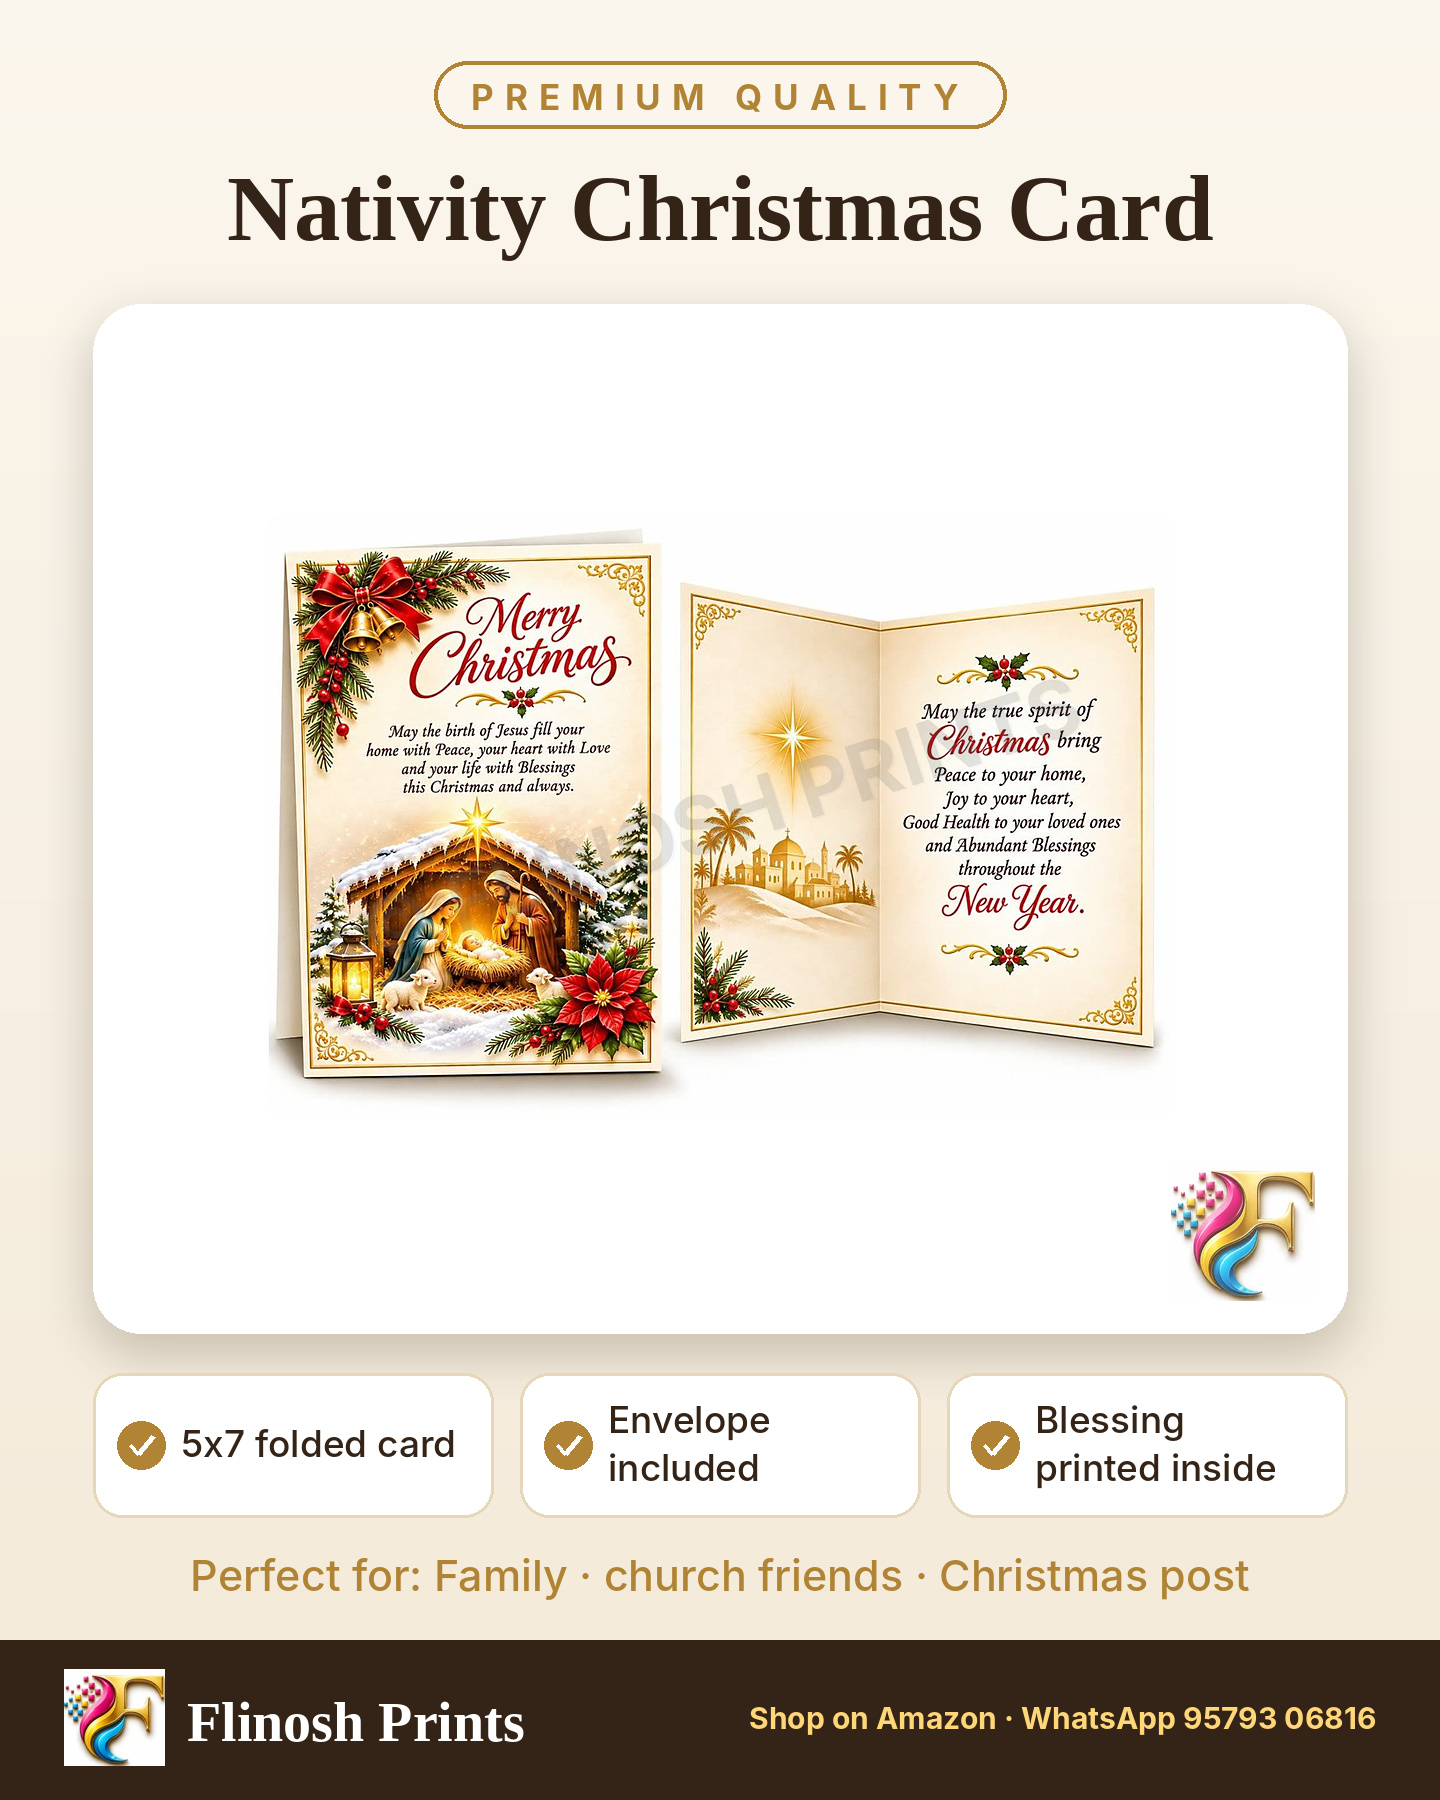 PREMIUM QUALITY
Nativity Christmas Card
Merry
Christmas
May the birth of Jesus fill your
home with Peace, your heart with Love
and your life with Blessings
this Christmas and always.
May the true spirit of
Christmas bring
Peace to your home,
Joy to your heart,
Good Health to your loved ones
and Abundant Blessings
throughout the
New Year.
NOSH PRINTS
F
5x7 folded card
Envelope
included
Blessing
printed inside
Perfect for: Family · church friends · Christmas post
F
Flinosh Prints
Shop on Amazon · WhatsApp 95793 06816